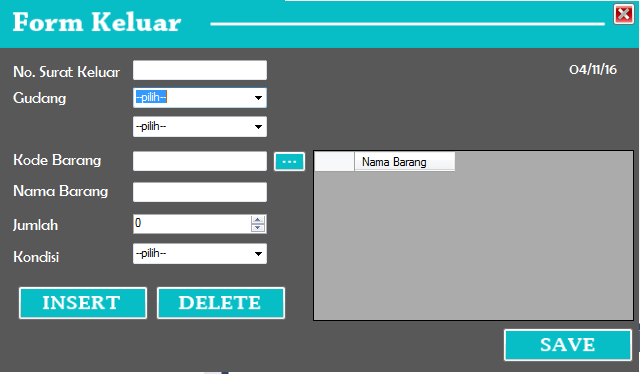 Form Keluar
No. Surat Keluar
04/11/16
Gudang
--pilih--
--pilih--
Kode Barang
...
Nama Barang
Nama Barang
Jumlah
0
Kondisi
--pilih--
INSERT
DELETE
SAVE